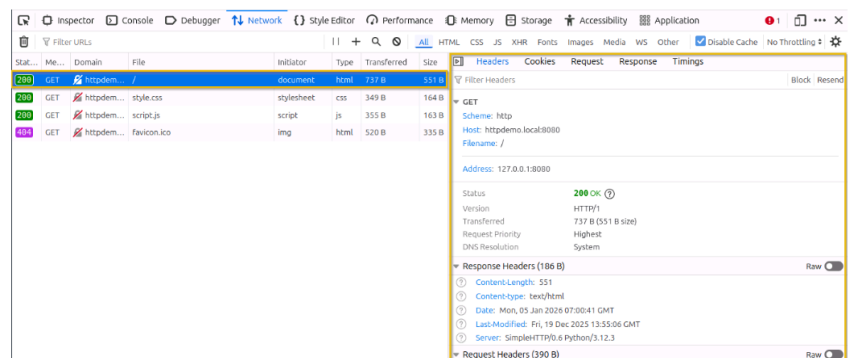 Inspector Console Debugger Network Style Editor Performance Memory Storage Accessibility Application 1
Filter URLs All HTML CSS JS XHR Fonts Images Media WS Other Disable Cache No Throttling
Stat... Me... Domain File Initiator Type Transferred Size
200 GET httpdem... / document html 737 B 551 B
200 GET httpdem... style.css stylesheet css 349 B 164 B
200 GET httpdem... script.js script js 355 B 163 B
404 GET httpdem... favicon.ico img html 520 B 335 B
Headers Cookies Request Response Timings
Filter Headers Block Resend
GET
Scheme: http
Host: httpdemo.local:8080
Filename: /
Address: 127.0.0.1:8080
Status 200 OK
Version HTTP/1
Transferred 737 B (551 B size)
Request Priority Highest
DNS Resolution System
Response Headers (186 B) Raw
Content-Length: 551
Content-type: text/html
Date: Mon, 05 Jan 2026 07:00:41 GMT
Last-Modified: Fri, 19 Dec 2025 13:55:06 GMT
Server: SimpleHTTP/0.6 Python/3.12.3
Request Headers (390 B) Raw